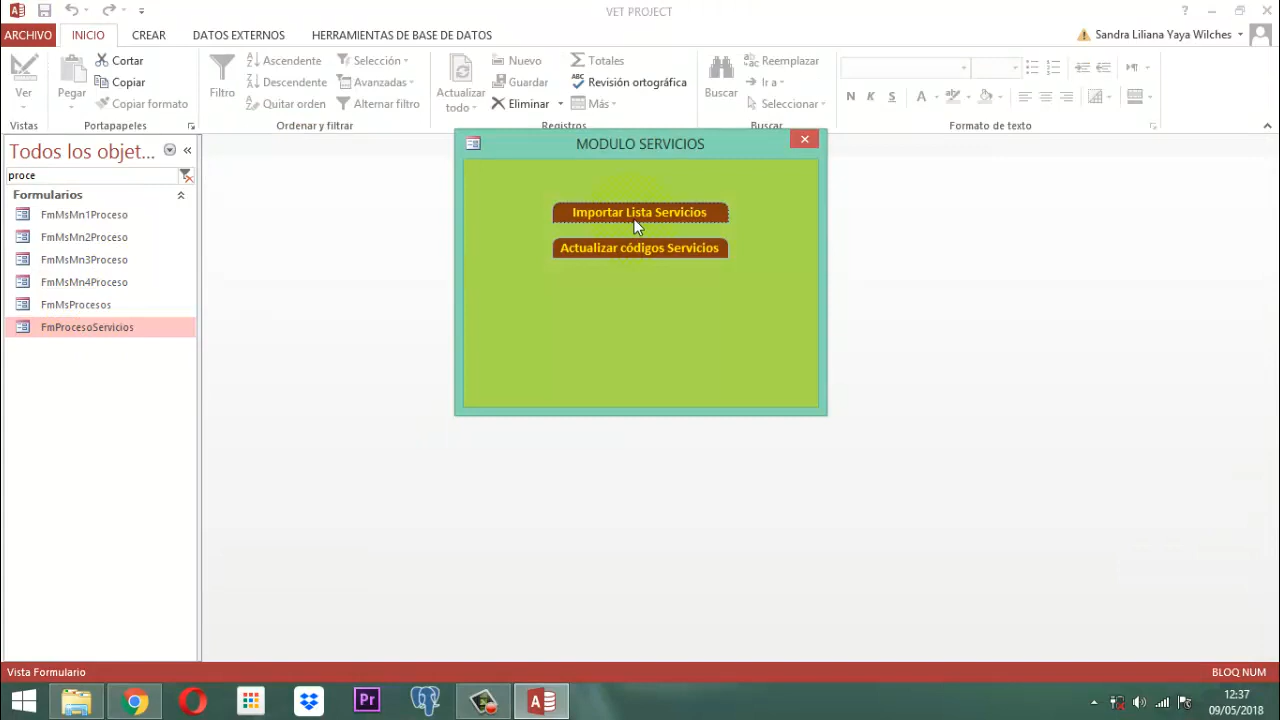 VET PROJECT
?
ARCHIVO INICIO CREAR DATOS EXTERNOS HERRAMIENTAS DE BASE DE DATOS
Sandra Liliana Yaya Wilches
Ver
Vistas
Pegar
Cortar
Copiar
Copiar formato
Portapapeles
Filtro
Ascendente
Descendente
Quitar orden
Selección
Avanzadas
Alternar filtro
Ordenar y filtrar
Actualizar
todo
Nuevo
Guardar
Eliminar
Totales
Revisión ortográfica
Más
Registros
Buscar
Reemplazar
Ir a
Seleccionar
Buscar
N K S A
Formato de texto
Todos los objet...
proce
Formularios
FmMsMn1Proceso
FmMsMn2Proceso
FmMsMn3Proceso
FmMsMn4Proceso
FmMsProcesos
FmProcesoServicios
MODULO SERVICIOS
Importar Lista Servicios
Actualizar códigos Servicios
Vista Formulario
BLOQ NUM
Pr
12:37
09/05/2018